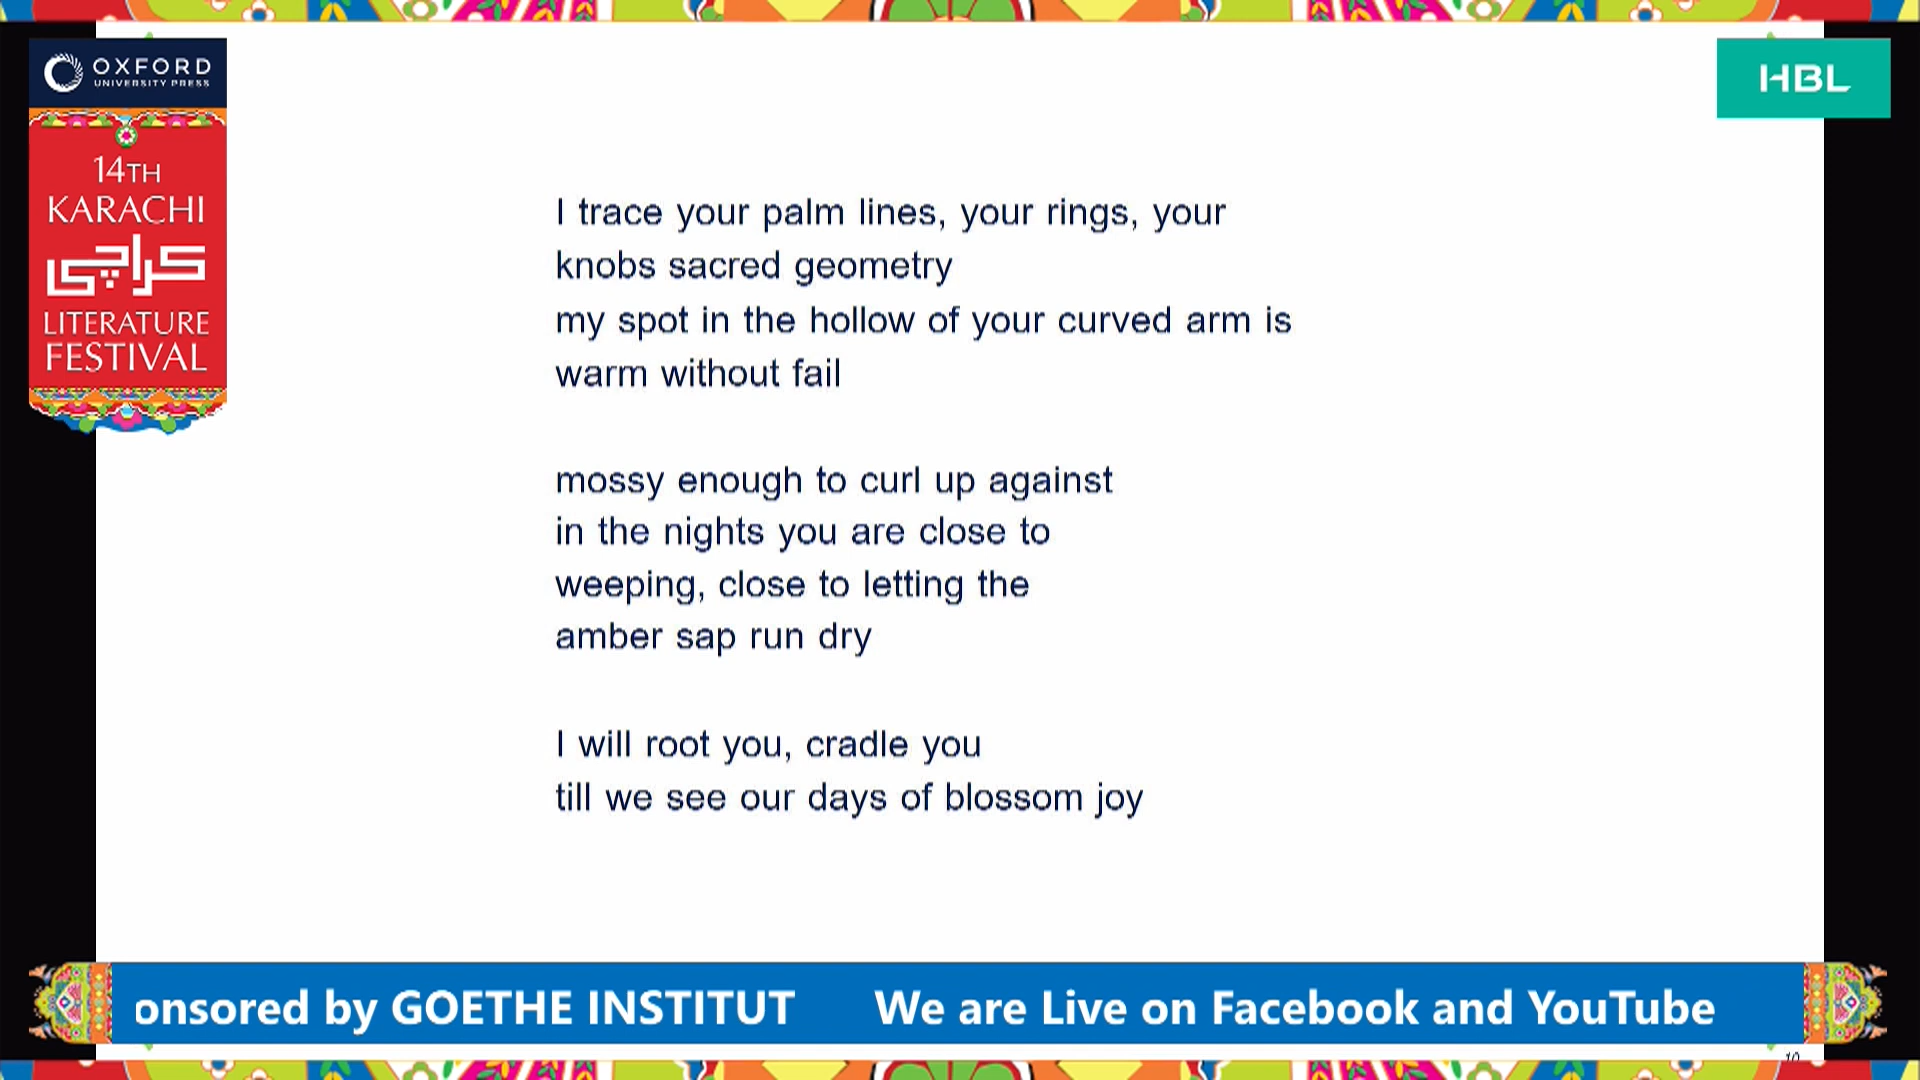 OXFORD
UNIVERSITY PRESS
14TH
KARACHI
کراچی
LITERATURE
FESTIVAL
HBL
I trace your palm lines, your rings, your
knobs sacred geometry
my spot in the hollow of your curved arm is
warm without fail
mossy enough to curl up against
in the nights you are close to
weeping, close to letting the
amber sap run dry
I will root you, cradle you
till we see our days of blossom joy
onsored by GOETHE INSTITUT We are Live on Facebook and YouTube
10